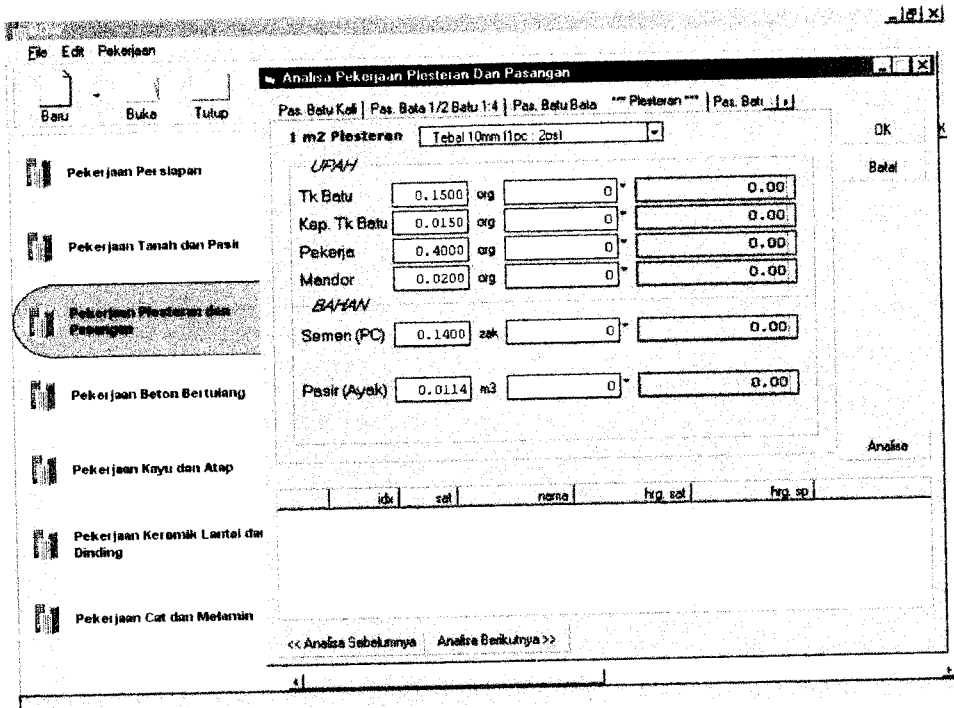 File Edit Pekerjaan
Baru Buka Tutup
Pekerjaan Persiapan
Pekerjaan Tanah dan Pasir
Pekerjaan Plesteran dan
Pasangan
Pekerjaan Beton Bertulang
Pekerjaan Kayu dan Atap
Pekerjaan Keramik Lantai dan
Dinding
Pekerjaan Cat dan Melamin
Analisa Pekerjaan Plesteran Dan Pasangan
Pas. Batu Kali Pas. Bata 1/2 Batu 1:4 Pas. Batu Bata *** Plesteran *** Pas. Batu
1 m2 Plesteran Tebal 10mm (1pc : 2ps)
UPAH
Tk Batu 0.1500 org 0 0.00
Kep. Tk Batu 0.0150 org 0 0.00
Pekerja 0.4000 org 0 0.00
Mandor 0.0200 org 0 0.00
BAHAN
Semen (PC) 0.1400 zak 0 0.00
Pasir (Ayak) 0.0114 m3 0 0.00
OK
Batal
Analisa
idx sat nama hrg. sat hrg. sp
<< Analisa Sebelumnya Analisa Berikutnya >>